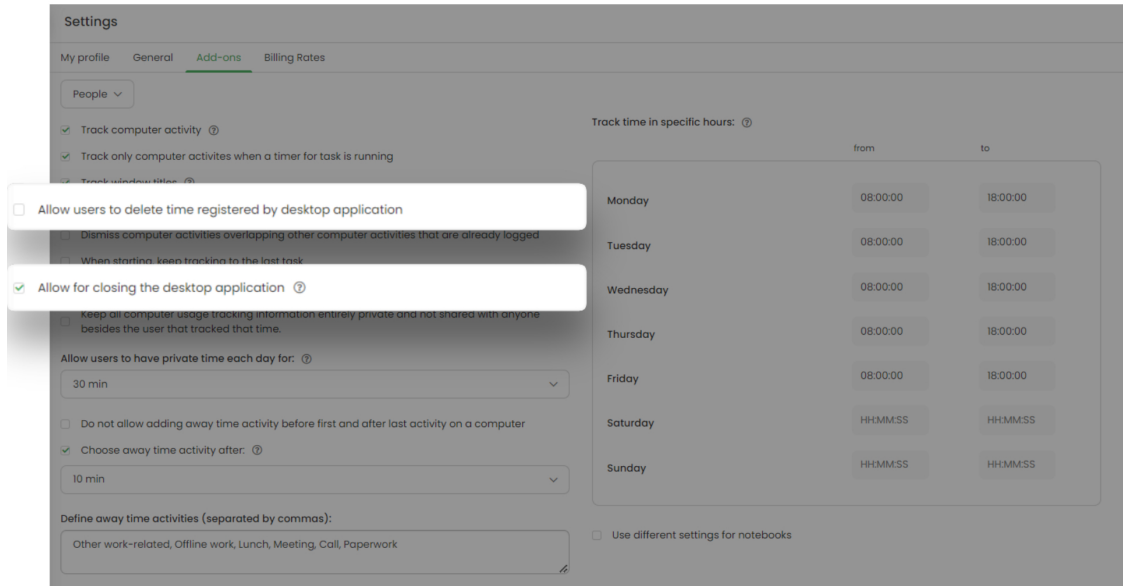 Settings
My profile General Add-ons Billing Rates
People
Track computer activity ?
Track only computer activites when a timer for task is running
Track window titles ?
Allow users to delete time registered by desktop application
Dismiss computer activities overlapping other computer activities that are already logged
When starting, keep tracking to the last task
Allow for closing the desktop application ?
Keep all computer usage tracking information entirely private and not shared with anyone
besides the user that tracked that time.
Allow users to have private time each day for: ?
30 min
Do not allow adding away time activity before first and after last activity on a computer
Choose away time activity after: ?
10 min
Define away time activities (separated by commas):
Other work-related, Offline work, Lunch, Meeting, Call, Paperwork
Track time in specific hours: ?
from to
Monday 08:00:00 18:00:00
Tuesday 08:00:00 18:00:00
Wednesday 08:00:00 18:00:00
Thursday 08:00:00 18:00:00
Friday 08:00:00 18:00:00
Saturday HH:MM:SS HH:MM:SS
Sunday HH:MM:SS HH:MM:SS
Use different settings for notebooks